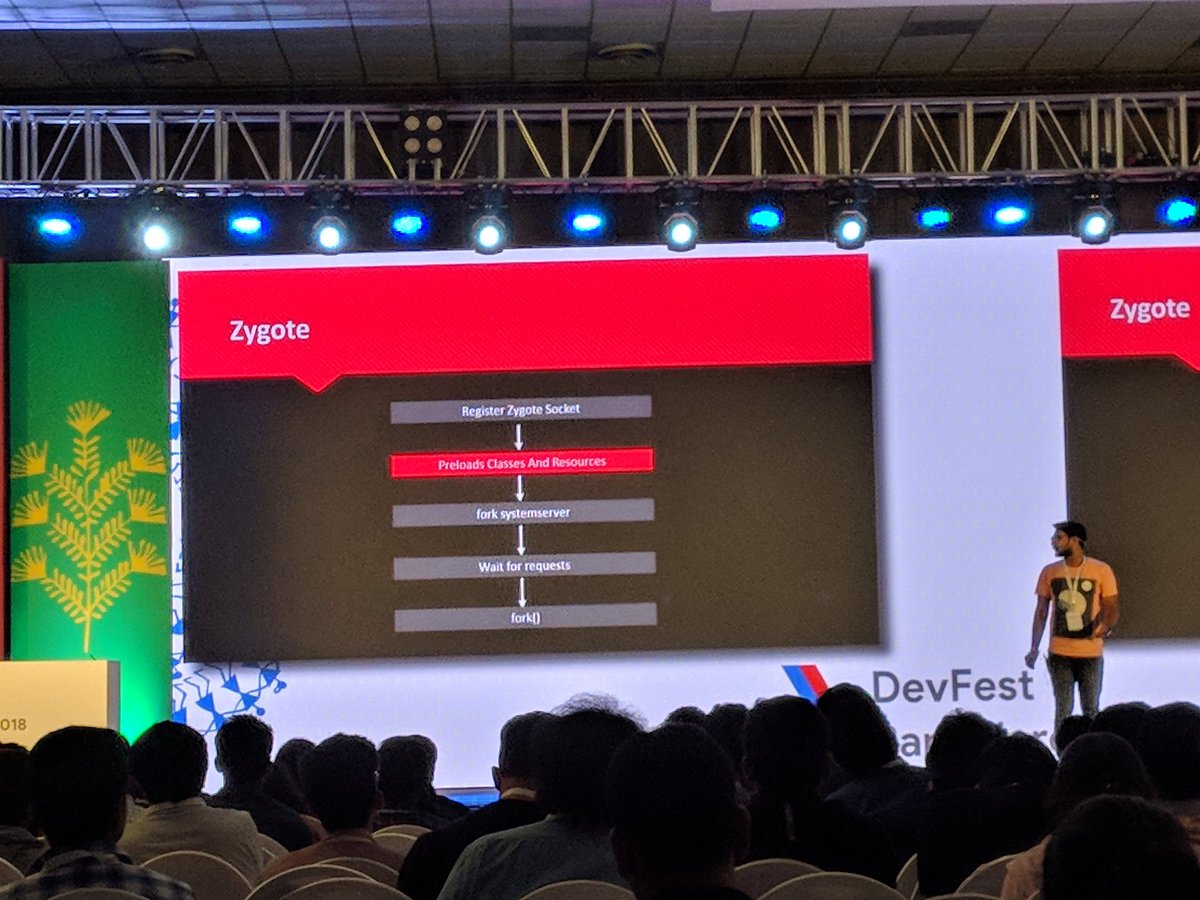 Zygote
Register Zygote Socket
Preloads Classes And Resources
fork systemserver
Wait for requests
fork()
Zygote
DevFest
018